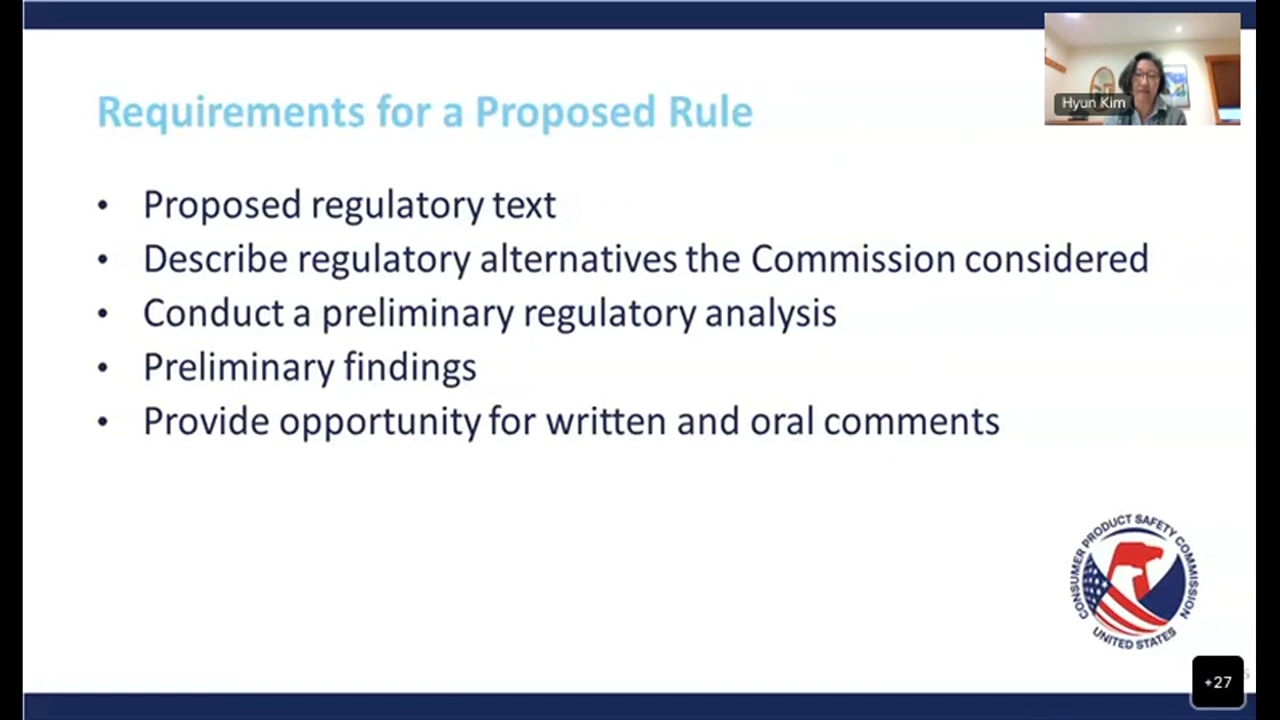 Requirements for a Proposed Rule
Hyun Kim
• Proposed regulatory text
• Describe regulatory alternatives the Commission considered
• Conduct a preliminary regulatory analysis
• Preliminary findings
• Provide opportunity for written and oral comments
CONSUMER PRODUCT SAFETY COMMISSION
UNITED STATES
+27